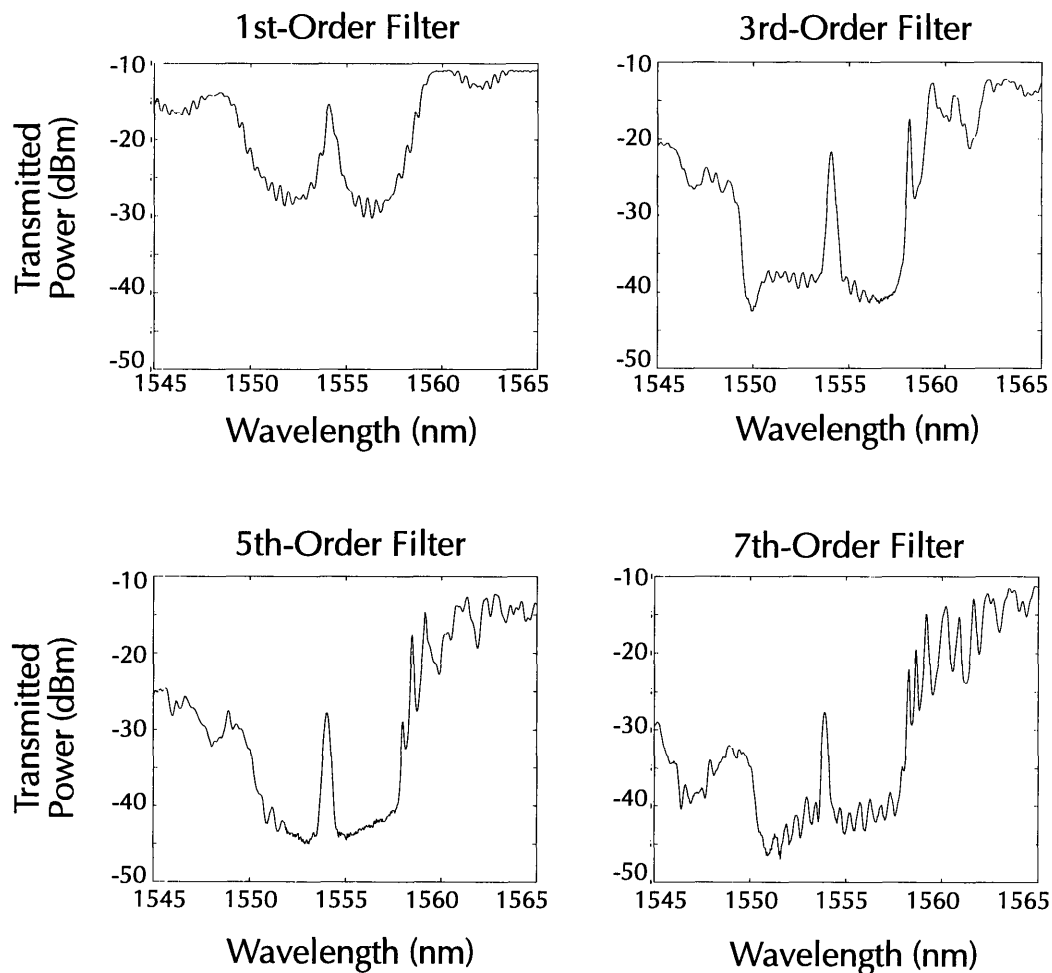 1st-Order Filter
-10
-20
-30
-40
-50
Transmitted
Power (dBm)
1545 1550 1555 1560 1565
Wavelength (nm)
3rd-Order Filter
-10
-20
-30
-40
-50
1545 1550 1555 1560 1565
Wavelength (nm)
5th-Order Filter
-10
-20
-30
-40
-50
Transmitted
Power (dBm)
1545 1550 1555 1560 1565
Wavelength (nm)
7th-Order Filter
-10
-20
-30
-40
-50
1545 1550 1555 1560 1565
Wavelength (nm)